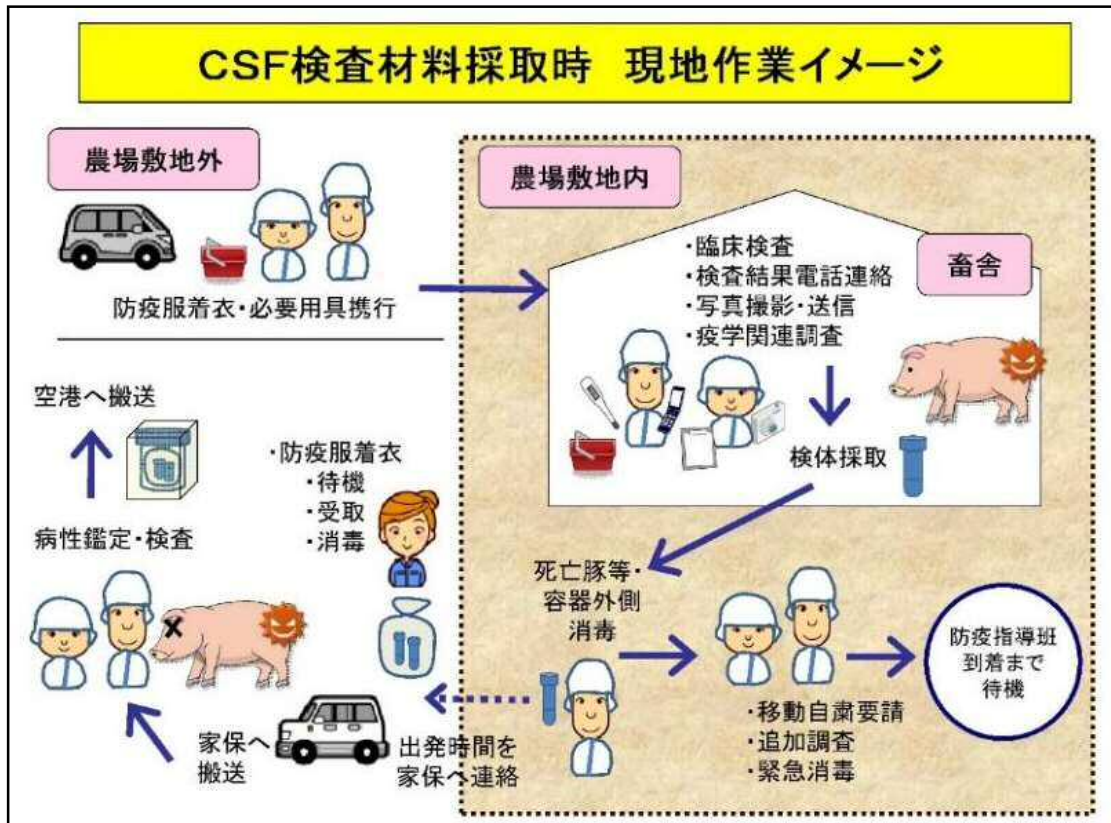 CSF検査材料採取時 現地作業イメージ
農場敷地外
防疫服着衣・必要用具携行
農場敷地内
畜舎
・臨床検査
・検査結果電話連絡
・写真撮影・送信
・疫学関連調査
検体採取
死亡豚等・
容器外側
消毒
・移動自粛要請
・追加調査
・緊急消毒
防疫指導班
到着まで
待機
・防疫服着衣
・待機
・受取
・消毒
出発時間を
家保へ連絡
家保へ
搬送
病性鑑定・検査
空港へ搬送